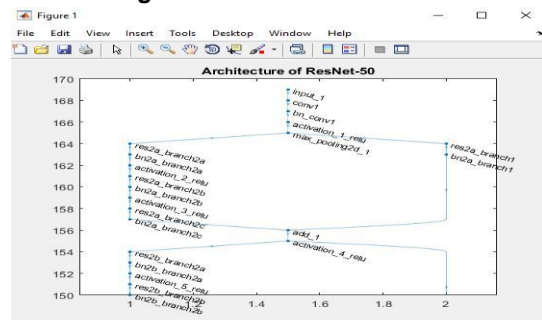 Figure 1
File Edit View Insert Tools Desktop Window Help
Architecture of ResNet-50
170
168
166
164
162
160
158
156
154
152
150
input_1
conv1
bn_conv1
activation_1_relu
max_pooling2d_1
res2a_branch2a
bn2a_branch2a
activation_2_relu
res2a_branch2b
bn2a_branch2b
activation_3_relu
res2a_branch2c
bn2a_branch2c
res2a_branch1
bn2a_branch1
add_1
activation_4_relu
res2b_branch2a
bn2b_branch2a
activation_5_relu
res2b_branch2b
bn2b_branch2b
1 1.2 1.4 1.6 1.8 2